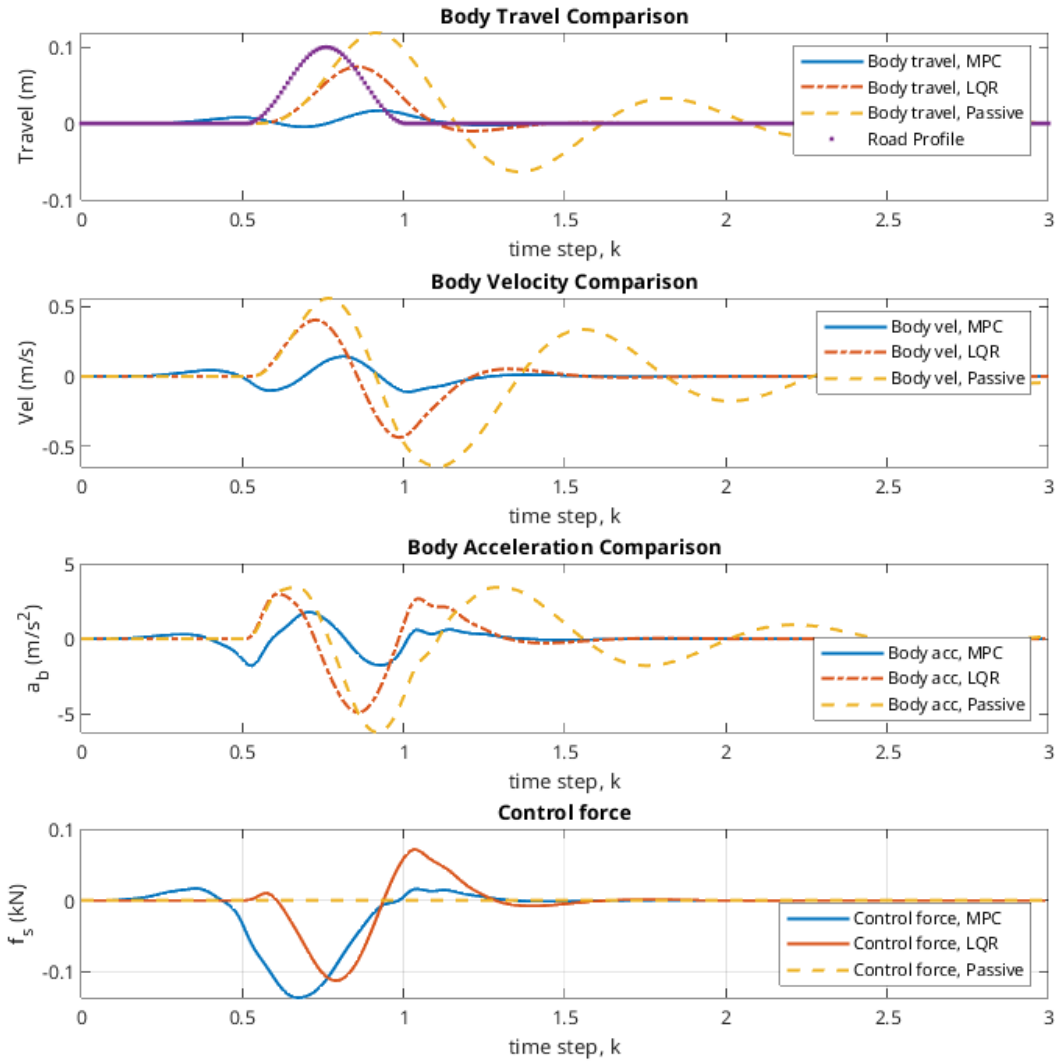 Body Travel Comparison
0.1
0
-0.1
Travel (m)
Body travel, MPC
Body travel, LQR
Body travel, Passive
Road Profile
0 0.5 1 1.5 2 2.5 3
time step, k
Body Velocity Comparison
0.5
0
-0.5
Vel (m/s)
Body vel, MPC
Body vel, LQR
Body vel, Passive
0 0.5 1 1.5 2 2.5 3
time step, k
Body Acceleration Comparison
5
0
-5
a_b (m/s²)
Body acc, MPC
Body acc, LQR
Body acc, Passive
0 0.5 1 1.5 2 2.5 3
time step, k
Control force
0.1
0
-0.1
f_s (kN)
Control force, MPC
Control force, LQR
Control force, Passive
0 0.5 1 1.5 2 2.5 3
time step, k